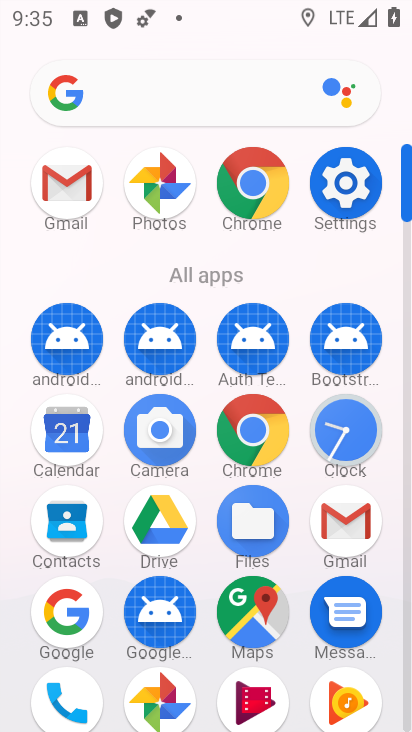 9:35 LTE
Gmail Photos Chrome Settings
All apps
android... android... Auth Te... Bootstr...
21
Calendar Camera Chrome Clock
Contacts Drive Files Gmail
Google Google... Maps Messa...